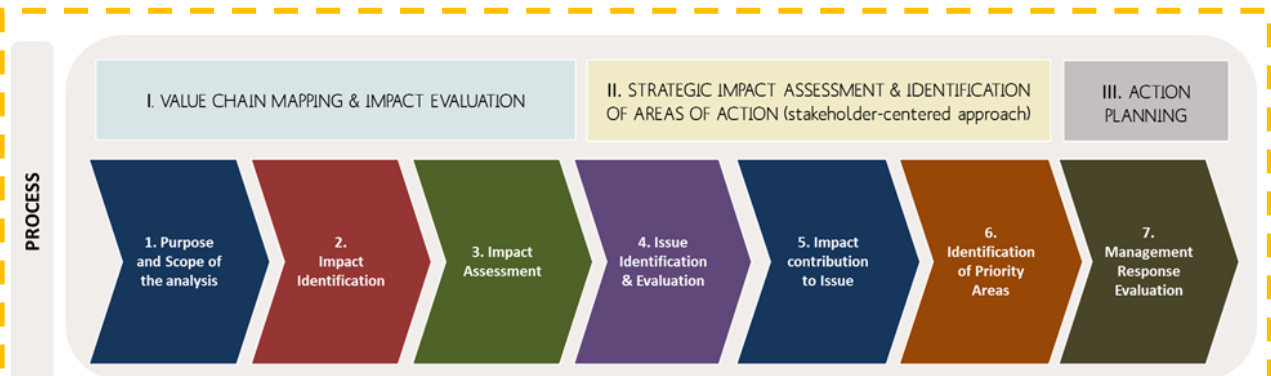 PROCESS
I. VALUE CHAIN MAPPING & IMPACT EVALUATION
II. STRATEGIC IMPACT ASSESSMENT & IDENTIFICATION
OF AREAS OF ACTION (stakeholder-centered approach)
III. ACTION
PLANNING
1. Purpose
and Scope of
the analysis
2.
Impact
Identification
3. Impact
Assessment
4. Issue
Identification
& Evaluation
5. Impact
contribution
to Issue
6.
Identification
of Priority
Areas
7.
Management
Response
Evaluation